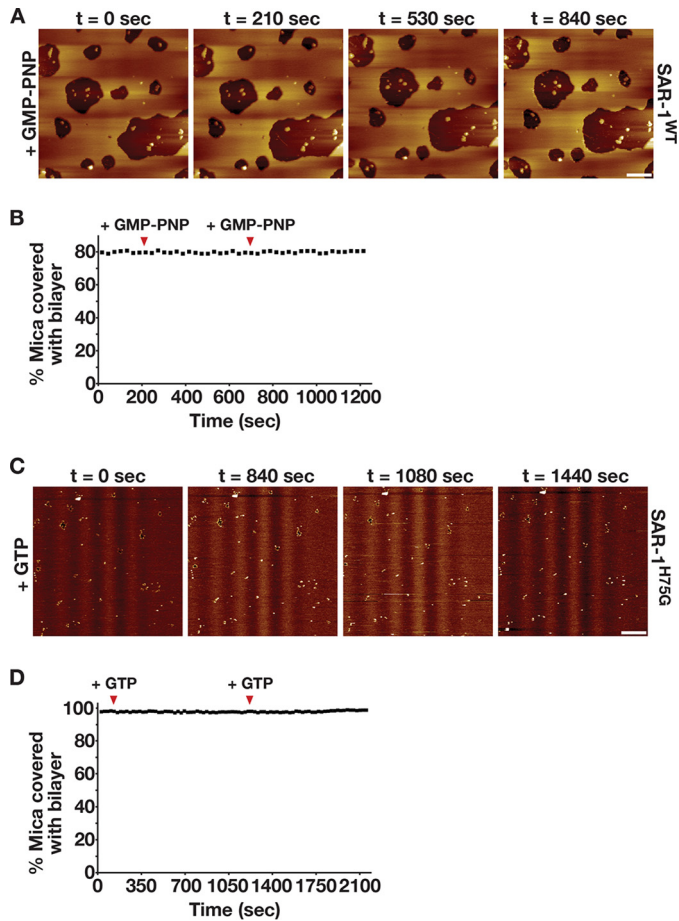 A
t = 0 sec
t = 210 sec
t = 530 sec
t = 840 sec
+ GMP-PNP
SAR-1WT
B
+ GMP-PNP
+ GMP-PNP
% Mica covered
with bilayer
80
60
40
20
0
0 200 400 600 800 1000 1200
Time (sec)
C
t = 0 sec
t = 840 sec
t = 1080 sec
t = 1440 sec
+ GTP
SAR-1H75G
D
+ GTP
+ GTP
% Mica covered
with bilayer
100
80
60
40
20
0
0 350 700 1050 1400 1750 2100
Time (sec)